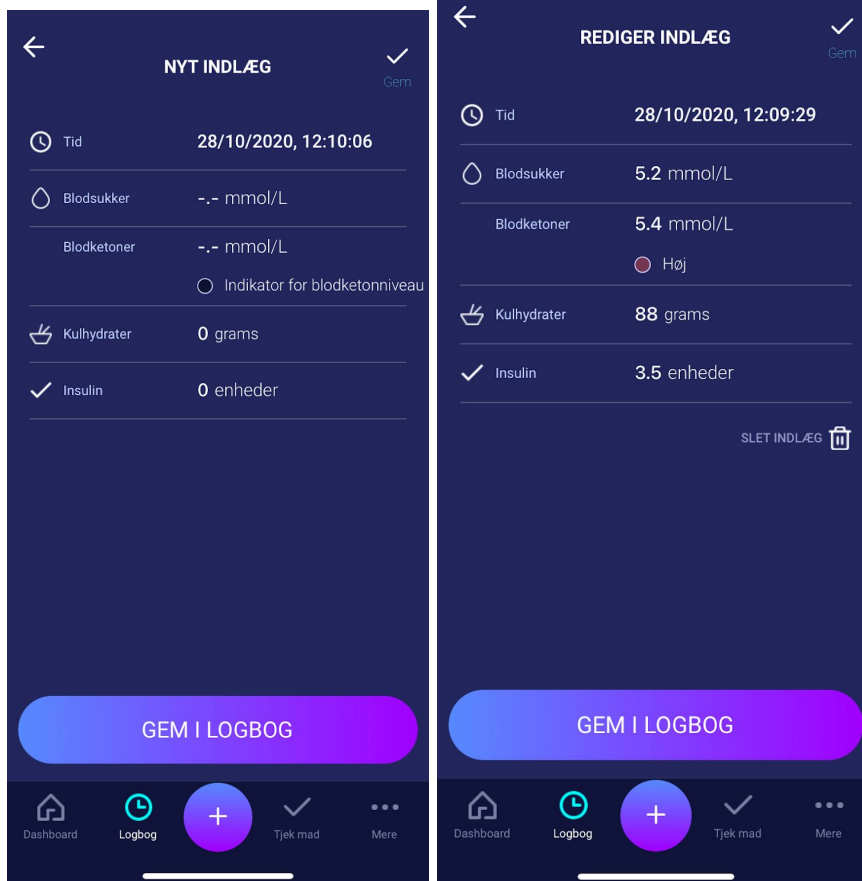 NYT INDLÆG
Gem
Tid 28/10/2020, 12:10:06
Blodsukker -.- mmol/L
Blodketoner -.- mmol/L
Indikator for blodketonniveau
Kulhydrater 0 grams
Insulin 0 enheder
GEM I LOGBOG
Dashboard Logbog + Tjek mad Mere
REDIGER INDLÆG
Gem
Tid 28/10/2020, 12:09:29
Blodsukker 5.2 mmol/L
Blodketoner 5.4 mmol/L
Høj
Kulhydrater 88 grams
Insulin 3.5 enheder
SLET INDLÆG
GEM I LOGBOG
Dashboard Logbog + Tjek mad Mere